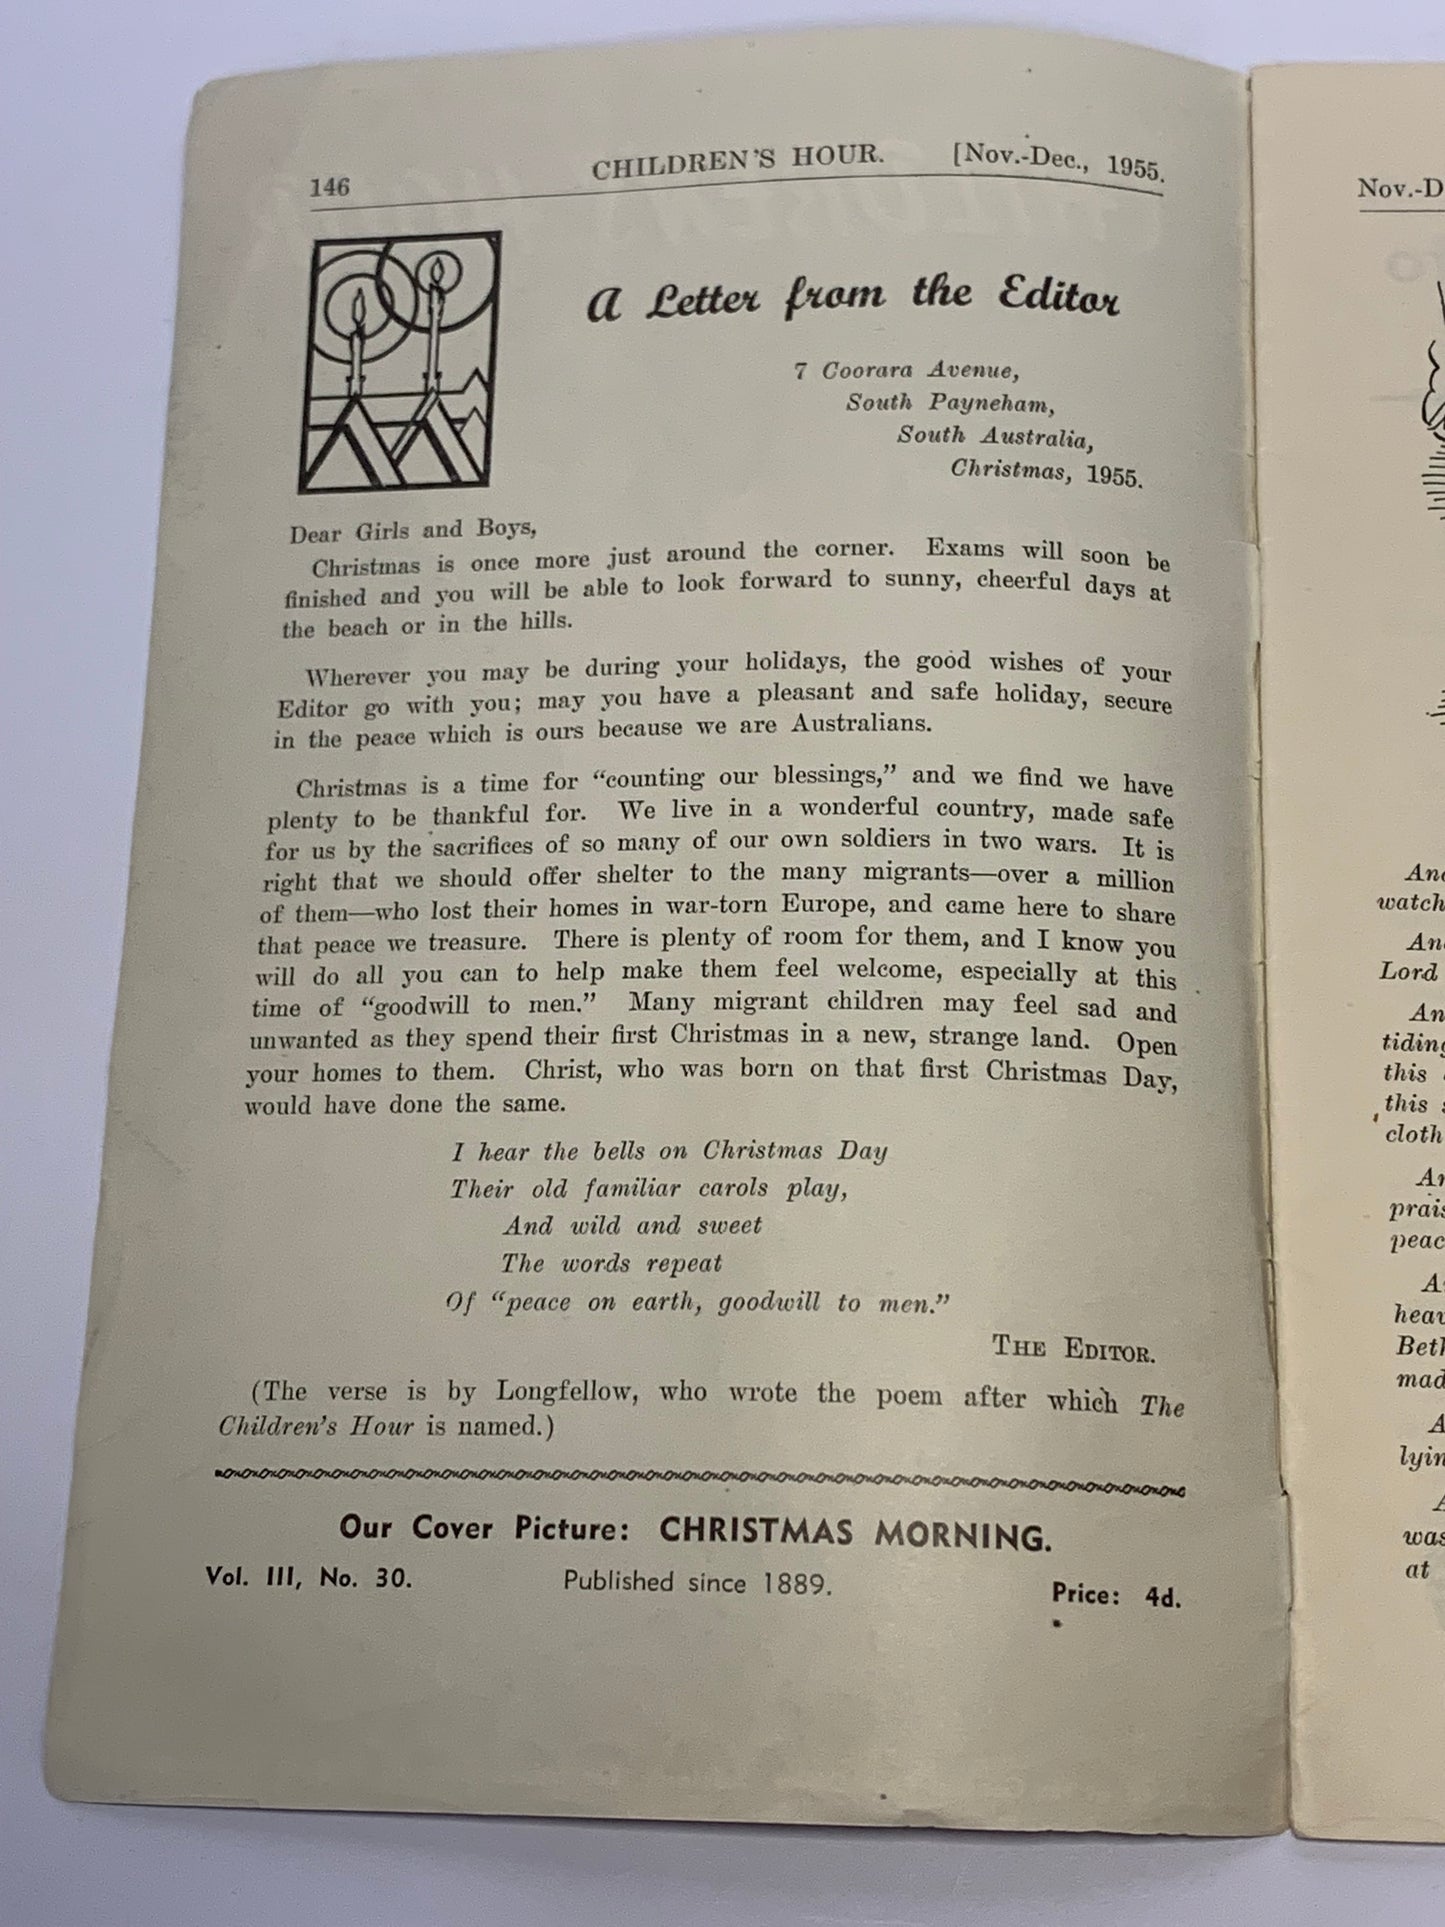 146
CHILDREN'S HOUR.
[Nov.-Dec., 1955.
A Letter from the Editor
7 Coorara Avenue,
South Payneham,
South Australia,
Christmas, 1955.
Dear Girls and Boys,
Christmas is once more just around the corner. Exams will soon be
finished and you will be able to look forward to sunny, cheerful days at
the beach or in the hills.
Wherever you may be during your holidays, the good wishes of your
Editor go with you; may you have a pleasant and safe holiday, secure
in the peace which is ours because we are Australians.
Christmas is a time for “counting our blessings,” and we find we have
plenty to be thankful for. We live in a wonderful country, made safe
for us by the sacrifices of so many of our own soldiers in two wars. It is
right that we should offer shelter to the many migrants—over a million
of them—who lost their homes in war-torn Europe, and came here to share
that peace we treasure. There is plenty of room for them, and I know you
will do all you can to help make them feel welcome, especially at this
time of “goodwill to men.” Many migrant children may feel sad and
unwanted as they spend their first Christmas in a new, strange land. Open
your homes to them. Christ, who was born on that first Christmas Day,
would have done the same.
I hear the bells on Christmas Day
Their old familiar carols play,
And wild and sweet
The words repeat
Of “peace on earth, goodwill to men.”
THE EDITOR.
(The verse is by Longfellow, who wrote the poem after which The
Children's Hour is named.)
Our Cover Picture: CHRISTMAS MORNING.
Vol. III, No. 30.
Published since 1889.
Price: 4d.
Nov.-D
watch
Lord
this
this
cloth
lying
was
at